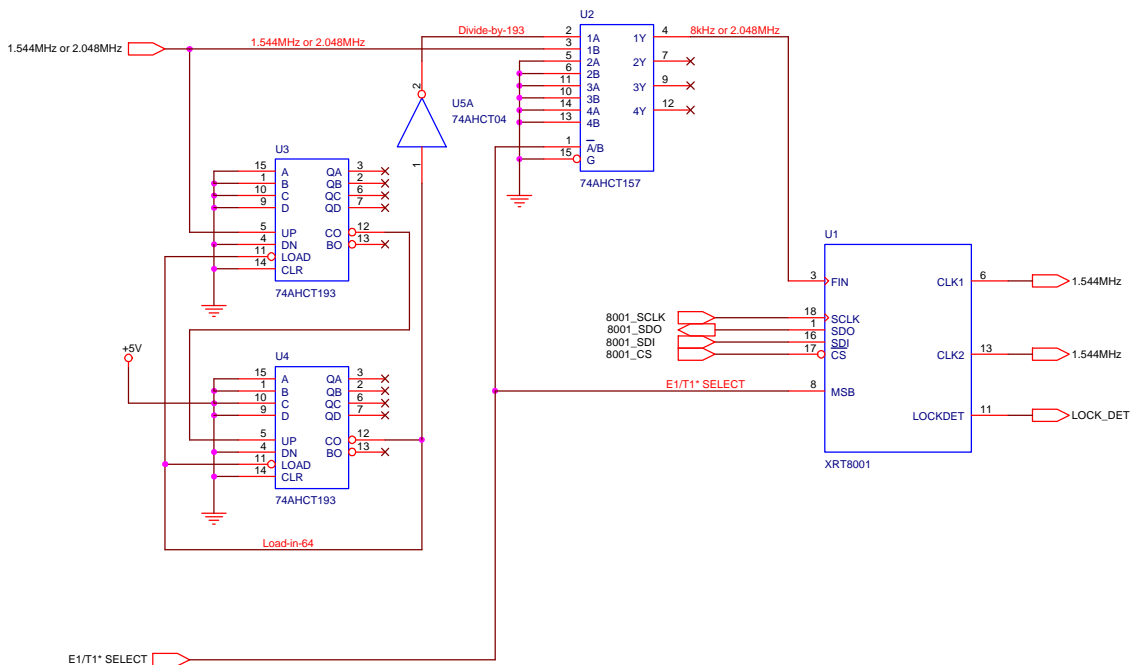 U2
Divide-by-193
8kHz or 2.048MHz
1.544MHz or 2.048MHz
1.544MHz or 2.048MHz
2 1A 1Y 4
3 1B
5 2A 2Y 7
6 2B
11 3A 3Y 9
10 3B
14 4A 4Y 12
13 4B
1 A/B
15 G
74AHCT157
2
U5A
74AHCT04
1
U3
15 A QA 3
1 B QB 2
10 C QC 6
9 D QD 7
5 UP CO 12
4 DN BO 13
11 LOAD
14 CLR
74AHCT193
U1
3 FIN CLK1 6 1.544MHz
8001_SCLK 18 SCLK
8001_SDO 1 SDO
8001_SDI 16 SDI
8001_CS 17 CS
CLK2 13 1.544MHz
E1/T1* SELECT 8 MSB
LOCKDET 11 LOCK_DET
XRT8001
+5V
U4
15 A QA 3
1 B QB 2
10 C QC 6
9 D QD 7
5 UP CO 12
4 DN BO 13
11 LOAD
14 CLR
74AHCT193
Load-in-64
E1/T1* SELECT